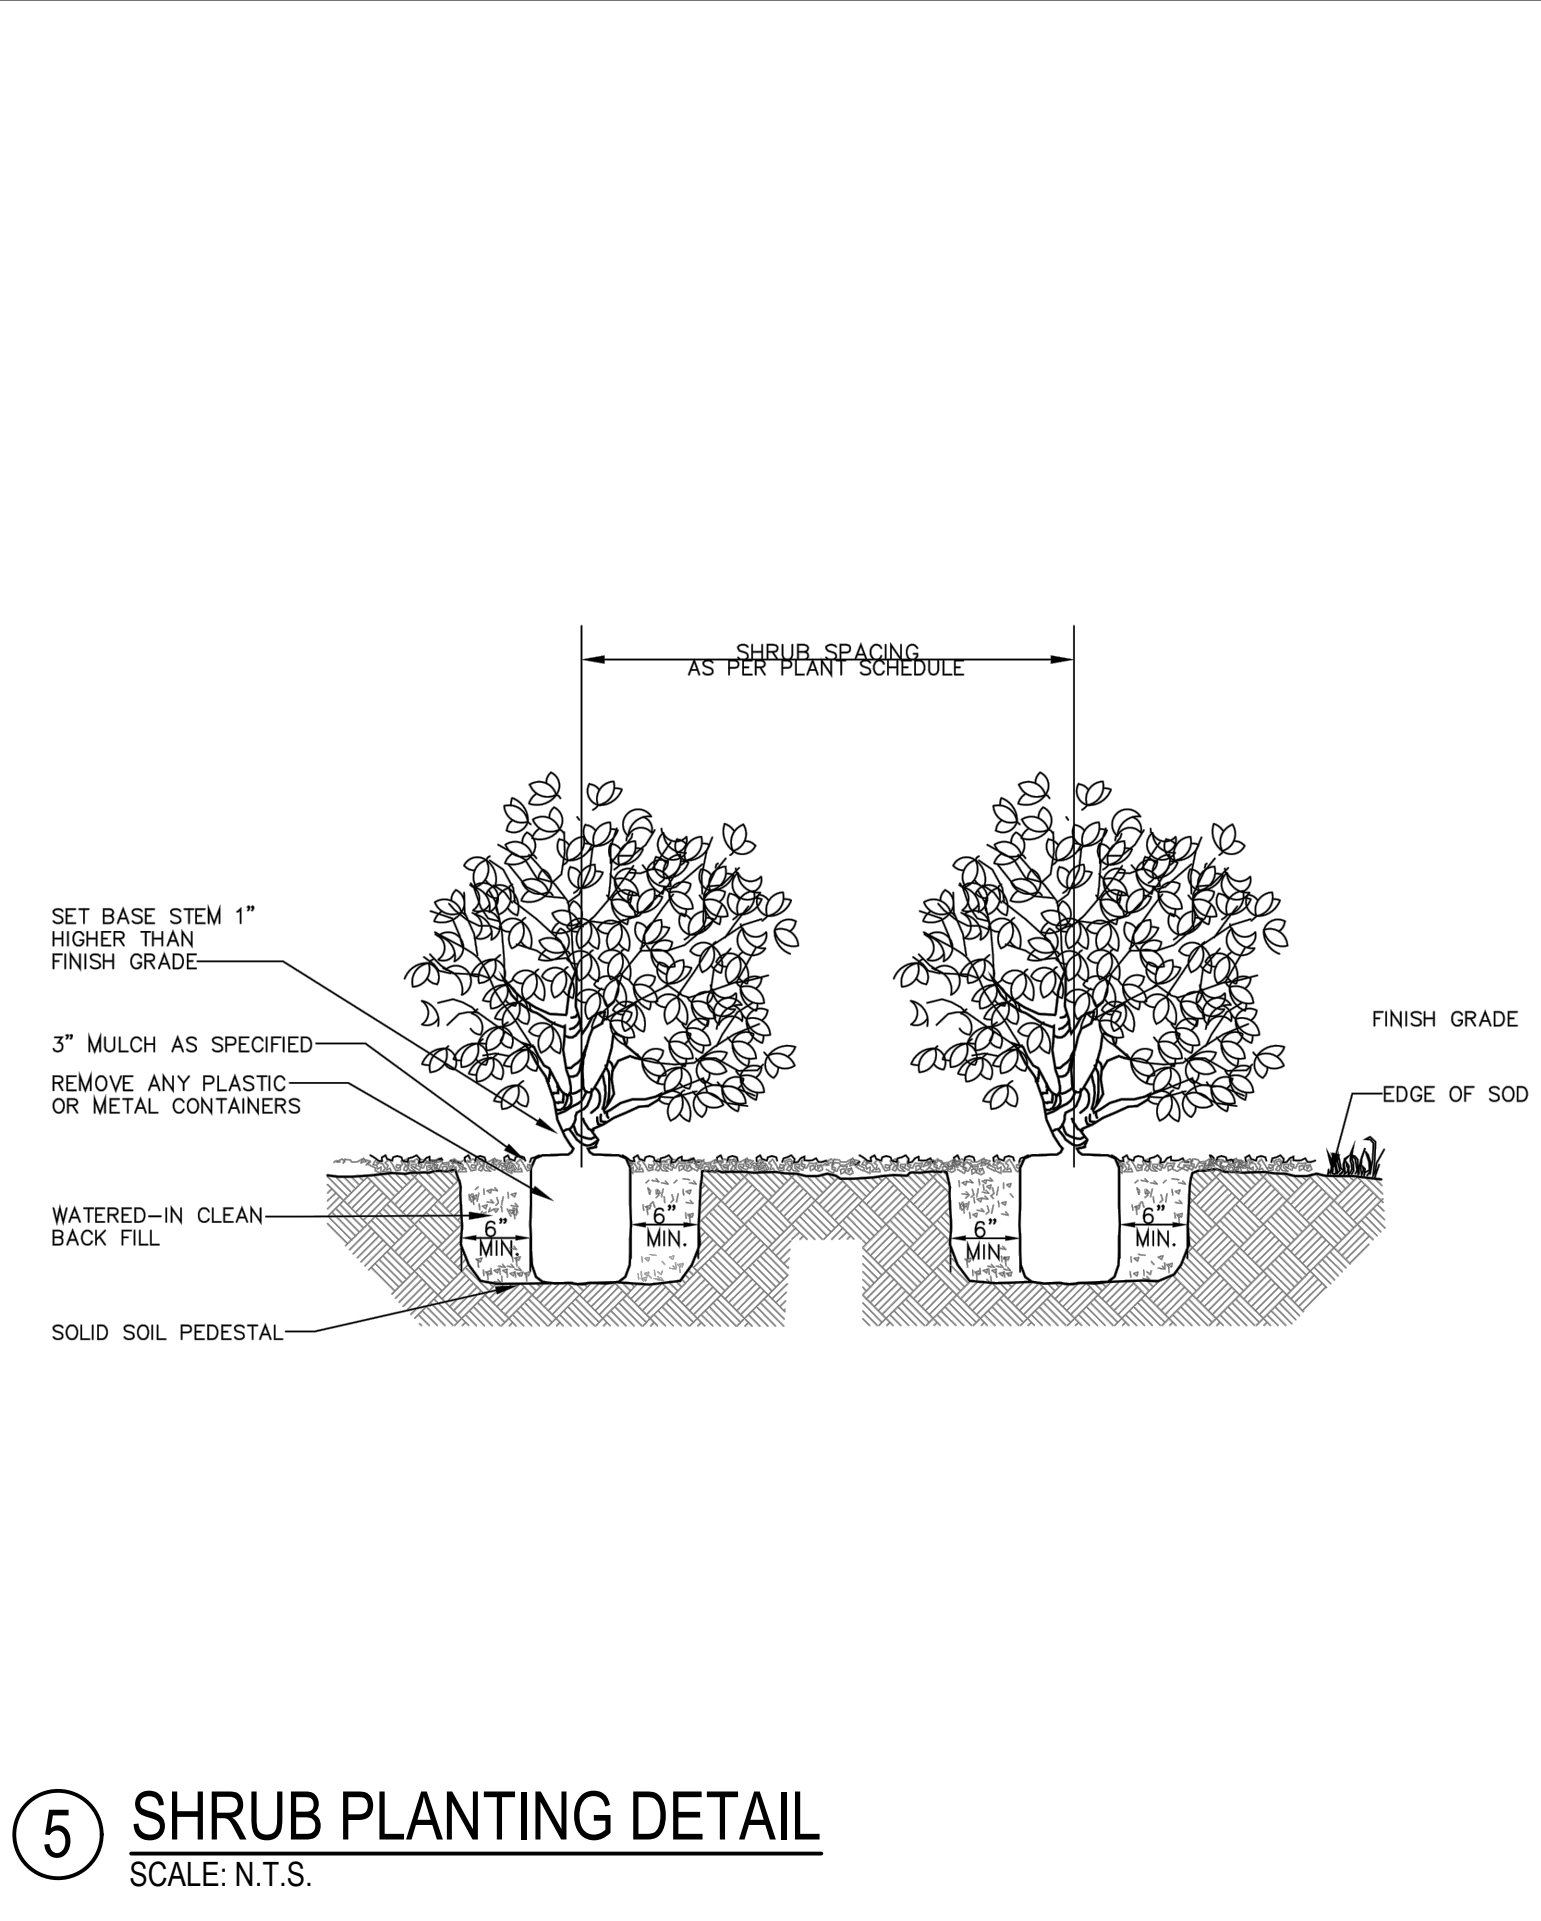 SHRUB SPACING
AS PER PLANT SCHEDULE
SET BASE STEM 1”
HIGHER THAN
FINISH GRADE
3” MULCH AS SPECIFIED
REMOVE ANY PLASTIC
OR METAL CONTAINERS
WATERED-IN CLEAN
BACK FILL
SOLID SOIL PEDESTAL
6”
MIN.
6”
MIN.
6”
MIN.
6”
MIN.
FINISH GRADE
EDGE OF SOD
5
SHRUB PLANTING DETAIL
SCALE: N.T.S.